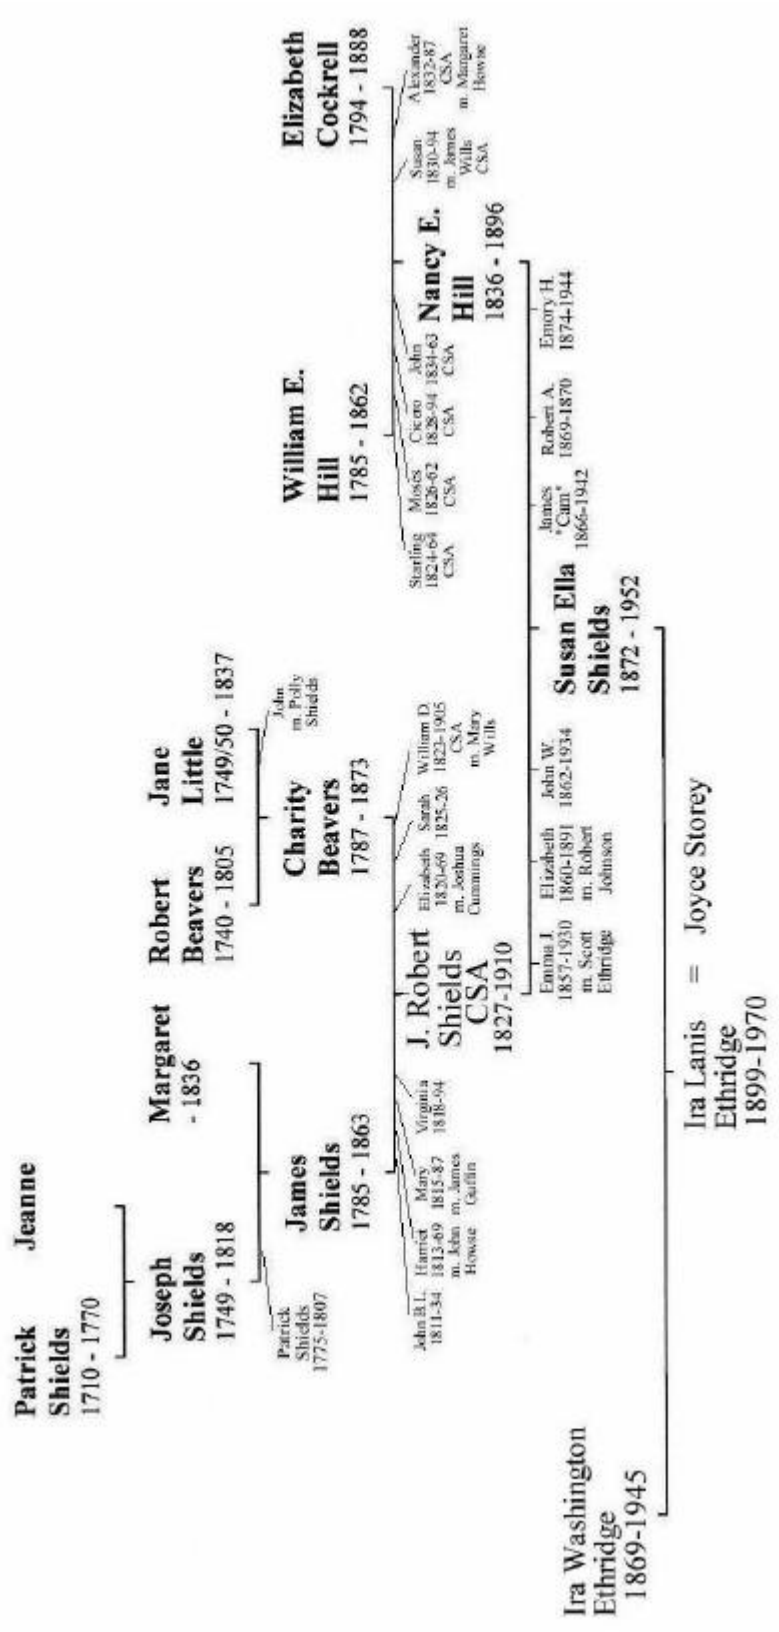 Patrick
Shields
1710 - 1770
Jeanne
Joseph
Shields
1749 - 1818
Margaret
- 1836
Robert
Beavers
1740 - 1805
Jane
Little
1749/50 - 1837
Patrick
Shields
1775-1807
James
Shields
1785 - 1863
Charity
Beavers
1787 - 1873
John
m. Polly
Shields
William E.
Hill
1785 - 1862
Elizabeth
Cockrell
1794 - 1888
John B.L.
1811-34
Harriet
1813-69
m. John
Howse
Mary
1815-87
m. James
Guffin
Virginia
1818-94
J. Robert
Shields
CSA
1827-1910
Elizabeth
1820-69
m. Joshua
Cummings
Sarah
1825-26
William D.
1823-1905
CSA
m. Mary
Wills
Starling
1824-64
CSA
Moses
1826-62
CSA
Cicero
1828-94
CSA
John
1834-63
CSA
Nancy E.
Hill
1836 - 1896
Susan
1830-94
m. James
Wills
CSA
Alexander
1832-87
CSA
m. Margaret
Howse
Ira Washington
Ethridge
1869-1945
Emma J.
1857-1930
m. Scott
Ethridge
Elizabeth
1860-1891
m. Robert
Johnson
John W.
1862-1934
Susan Ella
Shields
1872 - 1952
James
"Cam"
1866-1942
Robert A.
1869-1870
Emory H.
1874-1944
Ira Lanis = Joyce Storey
Ethridge
1899-1970